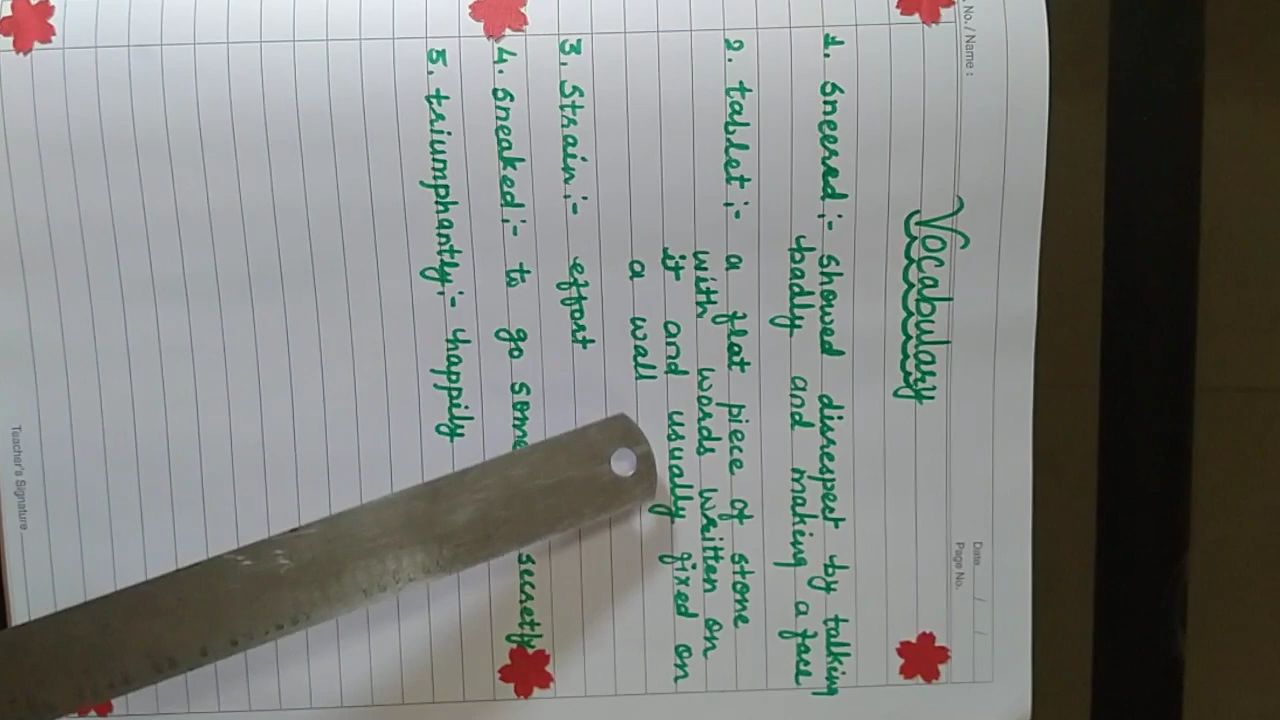 No. / Name :
Date / /
Page No.
Vocabulary
1. sneered :- showed disrespect by talking
badly and making a face
2. tablet :- a flat piece of stone
with words written on
it and usually fixed on
a wall
3. Strain :- effort
4. sneaked :- to go some secretly
5. triumphantly :- happily
Teacher's Signature